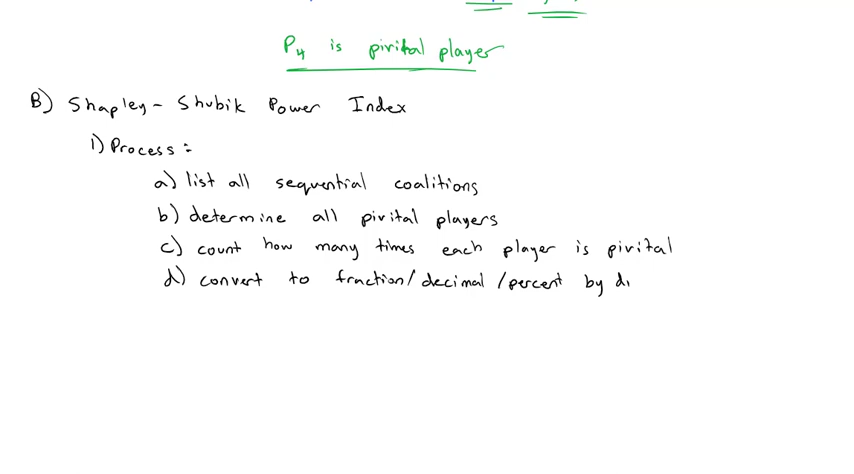 P4 is pivital player
B) Shapley - Shubik Power Index
1) Process:
a) list all sequential coalitions
b) determine all pivital players
c) count how many times each player is pivital
d) convert to fraction/decimal/percent by di